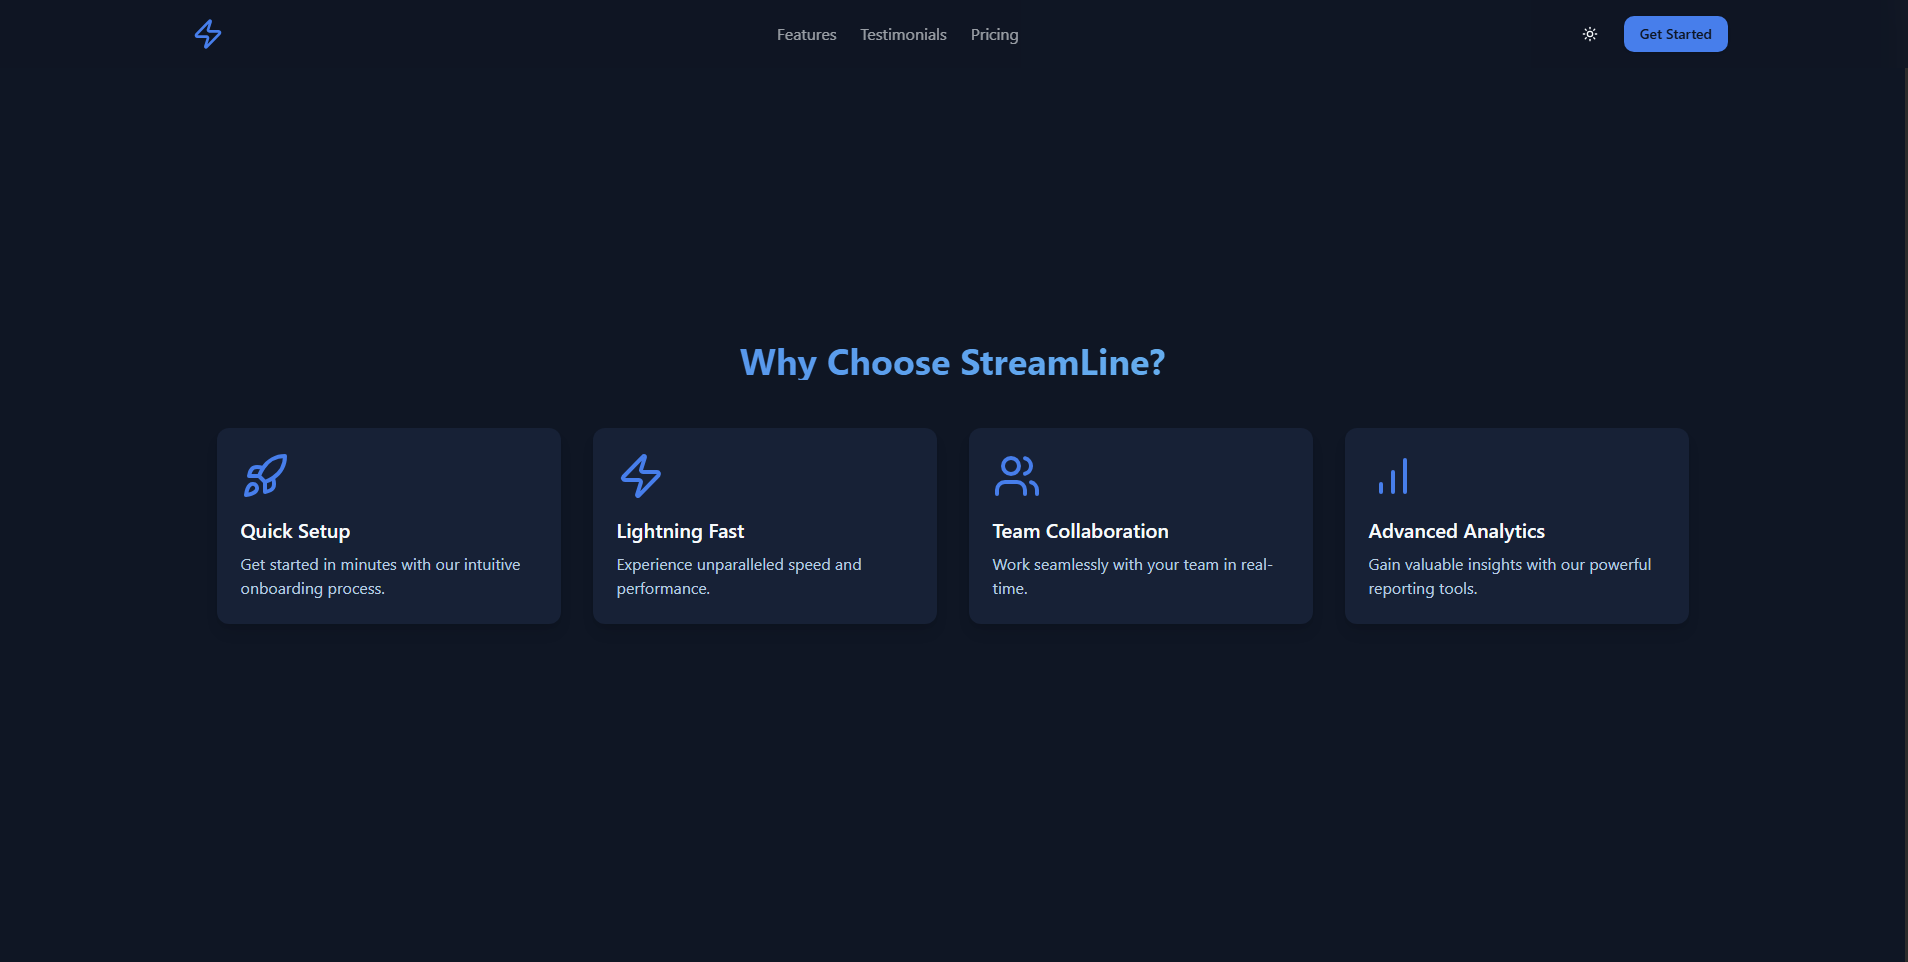 Features Testimonials Pricing Get Started
Why Choose StreamLine?
Quick Setup
Get started in minutes with our intuitive
onboarding process.
Lightning Fast
Experience unparalleled speed and
performance.
Team Collaboration
Work seamlessly with your team in real-
time.
Advanced Analytics
Gain valuable insights with our powerful
reporting tools.